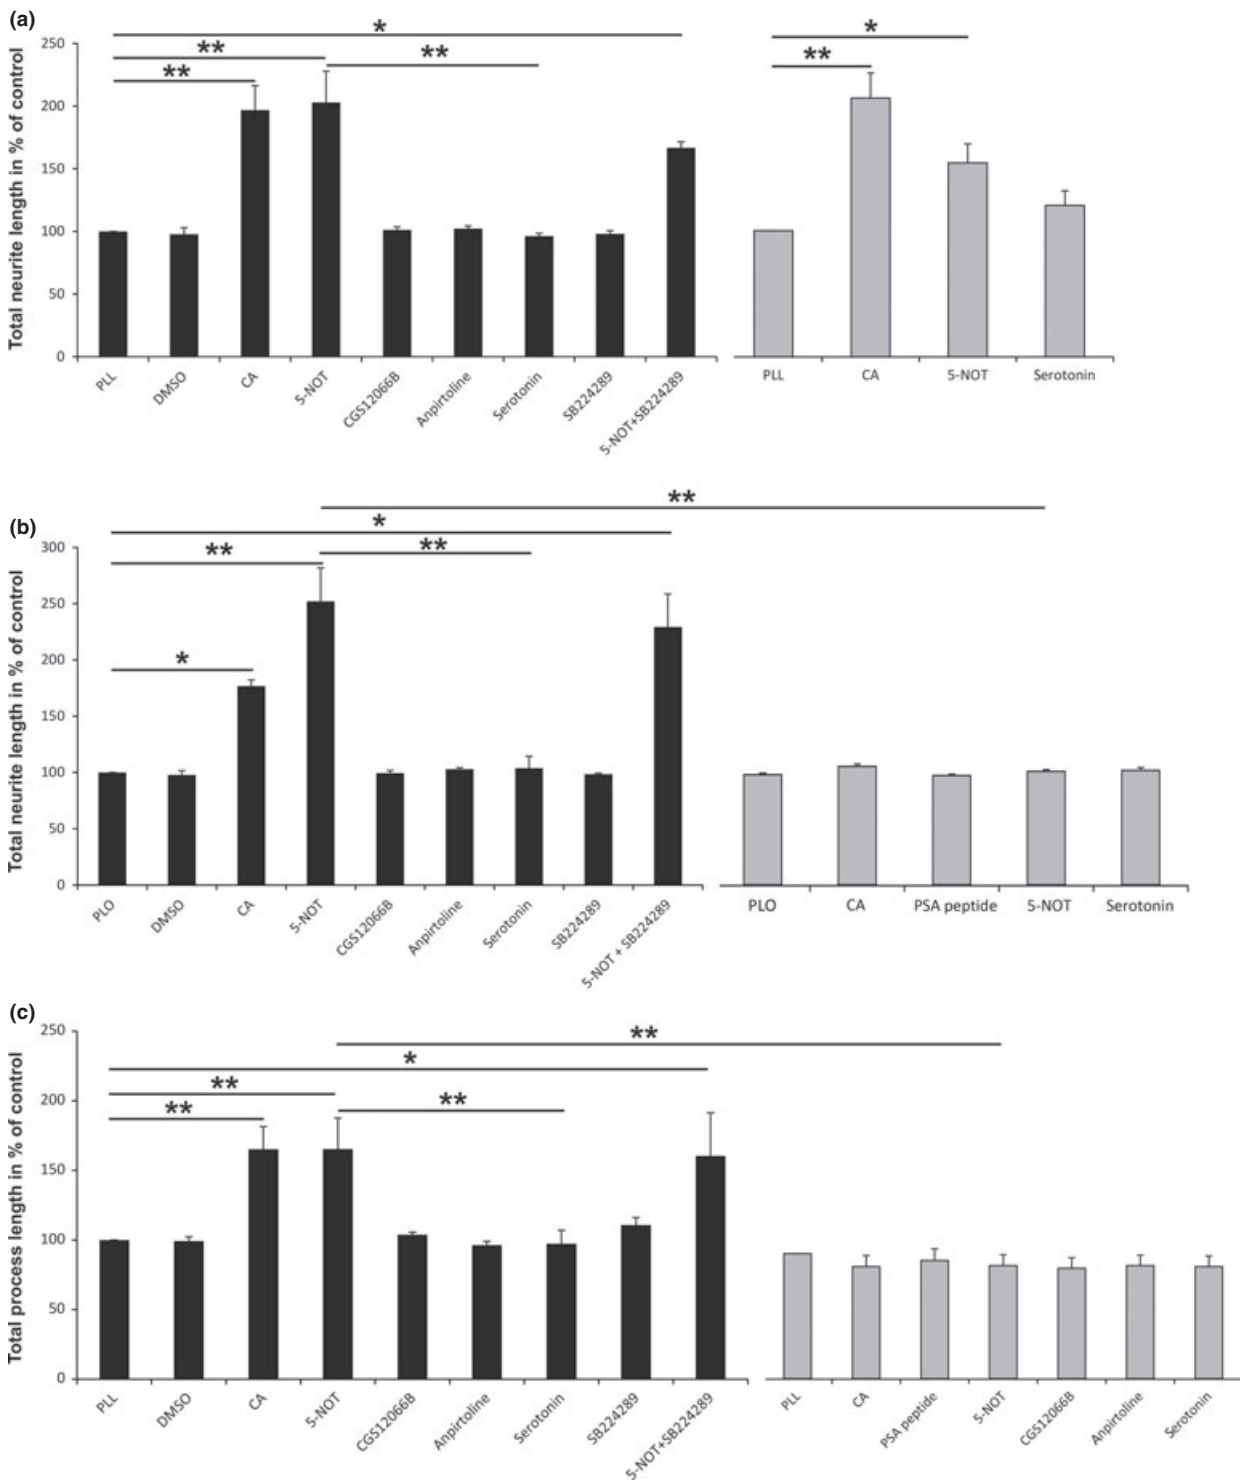 (a)
Total neurite length in % of control
250
200
150
100
50
0
*
**
**
**
PLL
DMSO
CA
5-NOT
CGS12066B
Anpirtoline
Serotonin
SB224289
5-NOT+SB224289
*
**
PLL
CA
5-NOT
Serotonin
(b)
Total neurite length in % of control
300
250
200
150
100
50
0
**
*
**
**
*
PLO
DMSO
CA
5-NOT
CGS12066B
Anpirtoline
Serotonin
SB224289
5-NOT + SB224289
PLO
CA
PSA peptide
5-NOT
Serotonin
(c)
Total process length in % of control
250
200
150
100
50
0
**
*
**
**
**
PLL
DMSO
CA
5-NOT
CGS12066B
Anpirtoline
Serotonin
SB224289
5-NOT+SB224289
PLL
CA
PSA peptide
5-NOT
CGS12066B
Anpirtoline
Serotonin